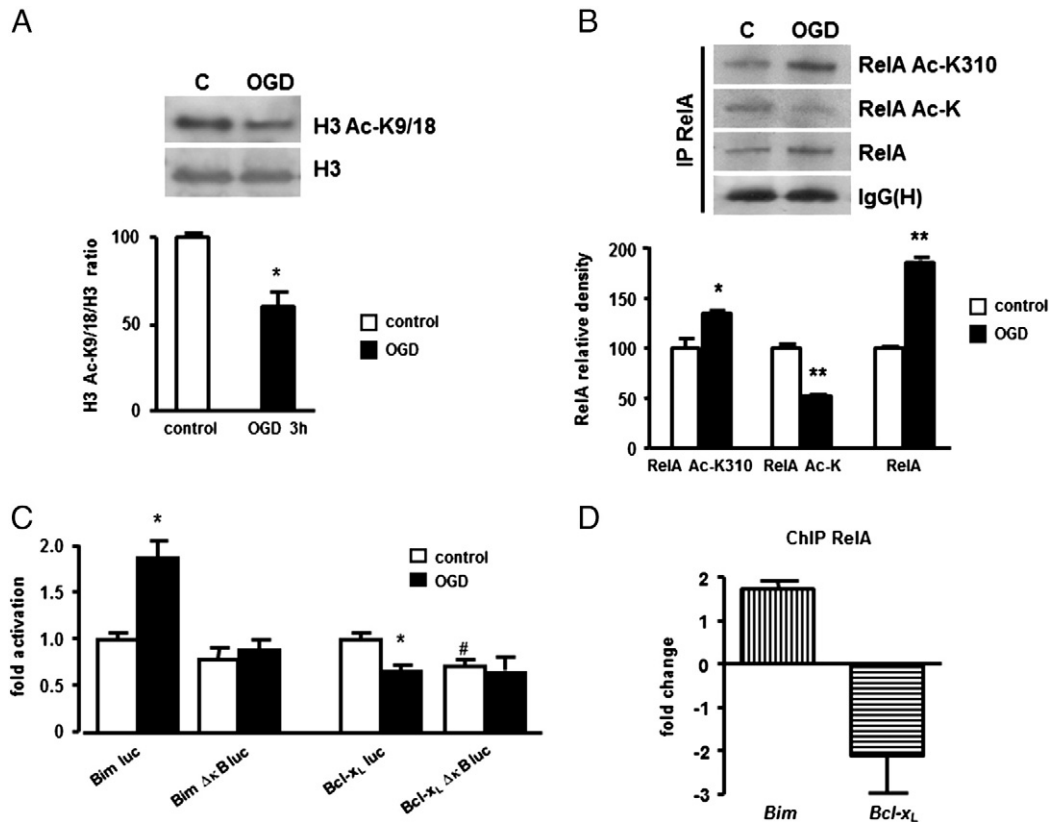 A
C OGD
H3 Ac-K9/18
H3
H3 Ac-K9/18/H3 ratio
100
50
0
control
OGD 3h
control
OGD
B
C OGD
IP RelA
RelA Ac-K310
RelA Ac-K
RelA
IgG(H)
RelA relative density
200
150
100
50
0
*
**
**
RelA Ac-K310
RelA Ac-K
RelA
control
OGD
*
C
fold activation
2.0
1.5
1.0
0.5
0
*
*
#
control
OGD
Bim luc
Bim ΔκB luc
Bcl-xL luc
Bcl-xL ΔκB luc
D
ChIP RelA
fold change
2
1
0
-1
-2
-3
Bim
Bcl-xL